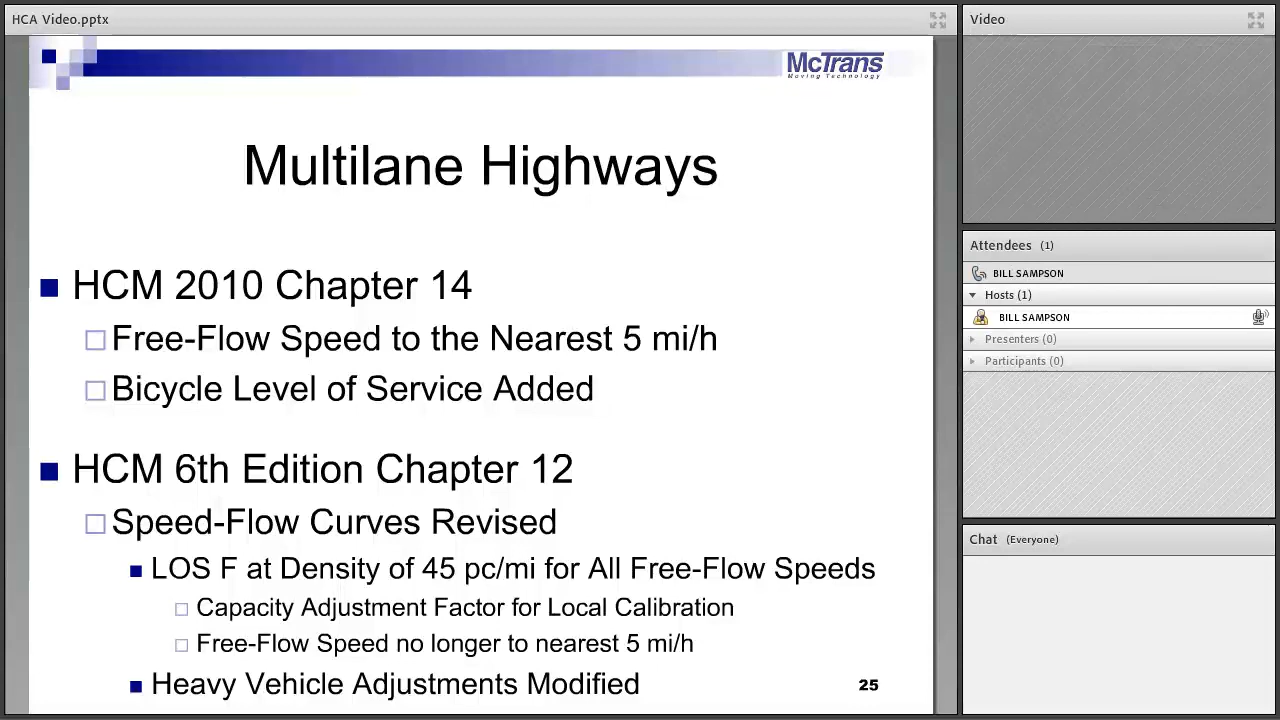 HCA Video.pptx
McTrans
Moving Technology
Multilane Highways
HCM 2010 Chapter 14
Free-Flow Speed to the Nearest 5 mi/h
Bicycle Level of Service Added
HCM 6th Edition Chapter 12
Speed-Flow Curves Revised
LOS F at Density of 45 pc/mi for All Free-Flow Speeds
Capacity Adjustment Factor for Local Calibration
Free-Flow Speed no longer to nearest 5 mi/h
Heavy Vehicle Adjustments Modified
25
Video
Attendees (1)
BILL SAMPSON
Hosts (1)
BILL SAMPSON
Presenters (0)
Participants (0)
Chat (Everyone)